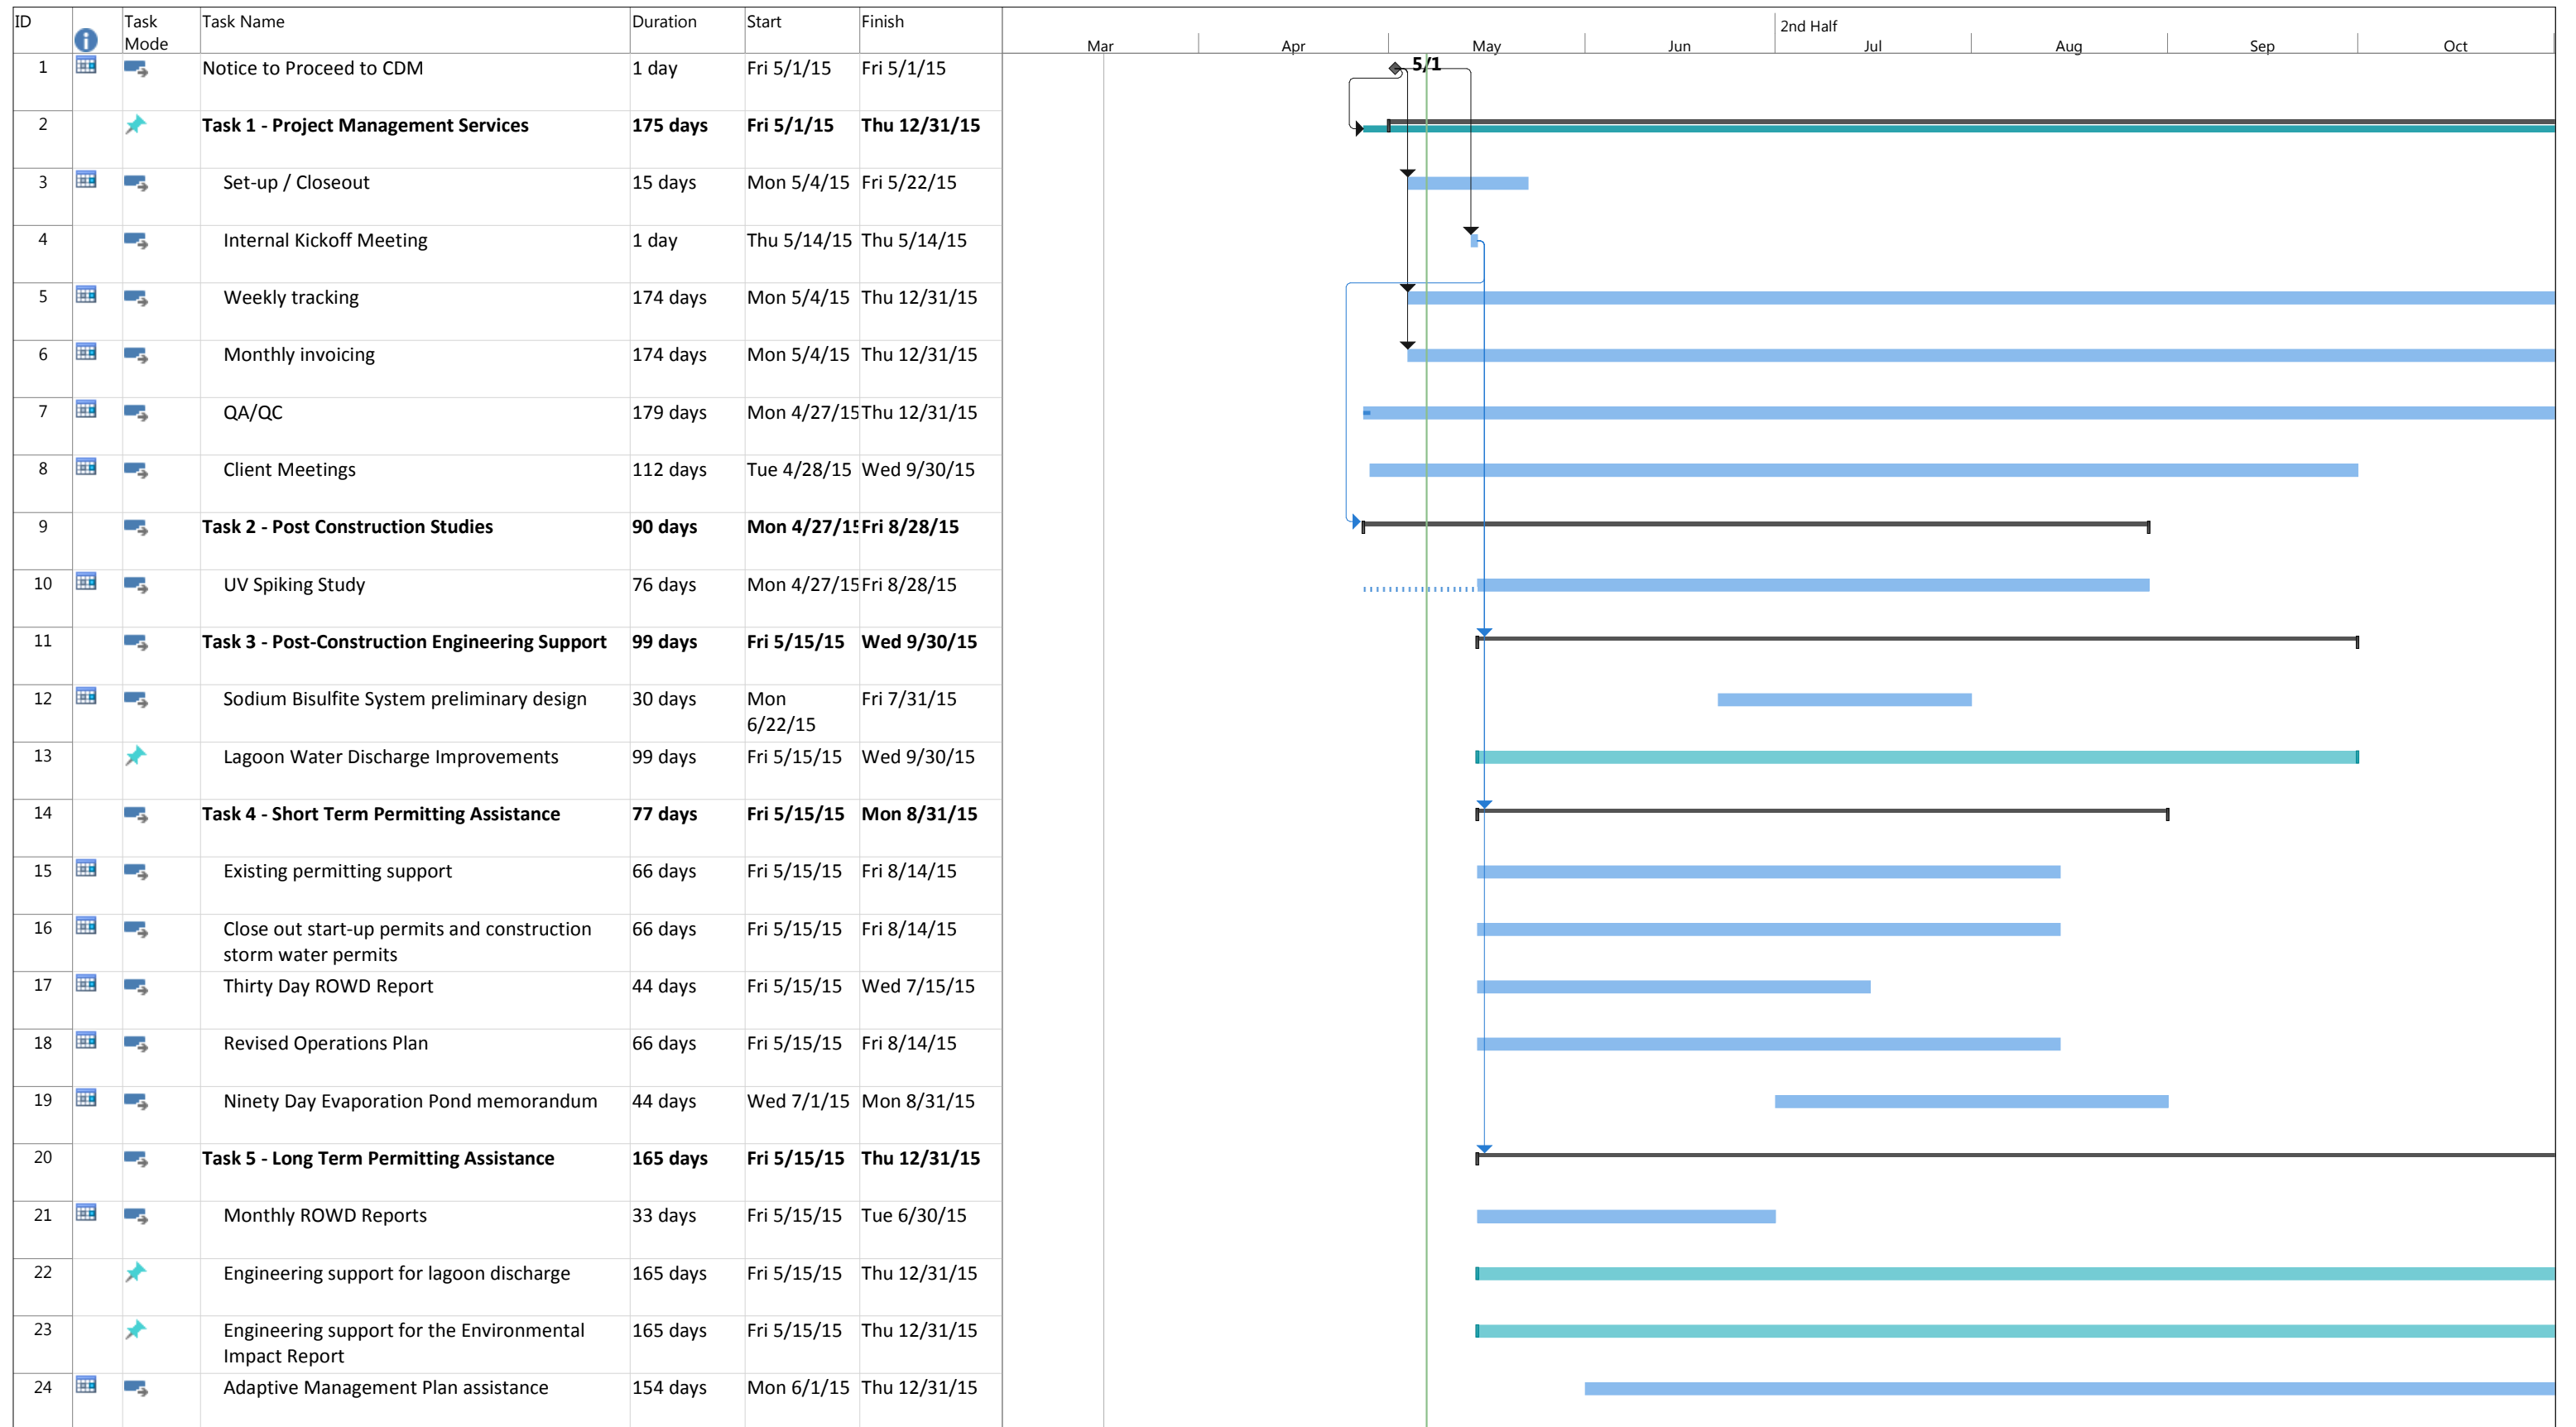 ID Task Mode Task Name Duration Start Finish
2nd Half
Mar Apr May Jun Jul Aug Sep Oct
1 Notice to Proceed to CDM 1 day Fri 5/1/15 Fri 5/1/15 5/1
2 Task 1 - Project Management Services 175 days Fri 5/1/15 Thu 12/31/15
3 Set-up / Closeout 15 days Mon 5/4/15 Fri 5/22/15
4 Internal Kickoff Meeting 1 day Thu 5/14/15 Thu 5/14/15
5 Weekly tracking 174 days Mon 5/4/15 Thu 12/31/15
6 Monthly invoicing 174 days Mon 5/4/15 Thu 12/31/15
7 QA/QC 179 days Mon 4/27/15 Thu 12/31/15
8 Client Meetings 112 days Tue 4/28/15 Wed 9/30/15
9 Task 2 - Post Construction Studies 90 days Mon 4/27/15 Fri 8/28/15
10 UV Spiking Study 76 days Mon 4/27/15 Fri 8/28/15
11 Task 3 - Post-Construction Engineering Support 99 days Fri 5/15/15 Wed 9/30/15
12 Sodium Bisulfite System preliminary design 30 days Mon 6/22/15 Fri 7/31/15
13 Lagoon Water Discharge Improvements 99 days Fri 5/15/15 Wed 9/30/15
14 Task 4 - Short Term Permitting Assistance 77 days Fri 5/15/15 Mon 8/31/15
15 Existing permitting support 66 days Fri 5/15/15 Fri 8/14/15
16 Close out start-up permits and construction storm water permits 66 days Fri 5/15/15 Fri 8/14/15
17 Thirty Day ROWD Report 44 days Fri 5/15/15 Wed 7/15/15
18 Revised Operations Plan 66 days Fri 5/15/15 Fri 8/14/15
19 Ninety Day Evaporation Pond memorandum 44 days Wed 7/1/15 Mon 8/31/15
20 Task 5 - Long Term Permitting Assistance 165 days Fri 5/15/15 Thu 12/31/15
21 Monthly ROWD Reports 33 days Fri 5/15/15 Tue 6/30/15
22 Engineering support for lagoon discharge 165 days Fri 5/15/15 Thu 12/31/15
23 Engineering support for the Environmental Impact Report 165 days Fri 5/15/15 Thu 12/31/15
24 Adaptive Management Plan assistance 154 days Mon 6/1/15 Thu 12/31/15